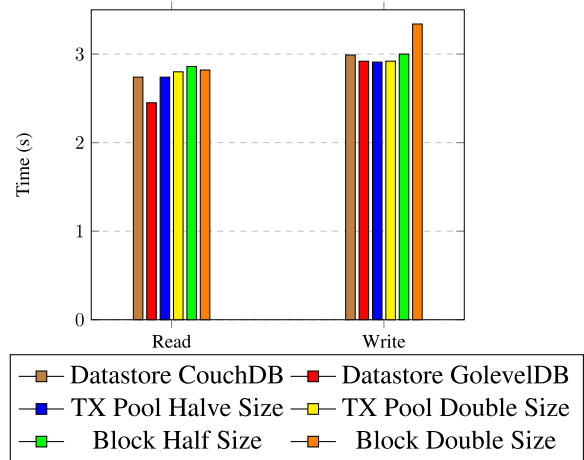 3
2
1
0
Time (s)
Read Write
Datastore CouchDB Datastore GolevelDB
TX Pool Halve Size TX Pool Double Size
Block Half Size Block Double Size